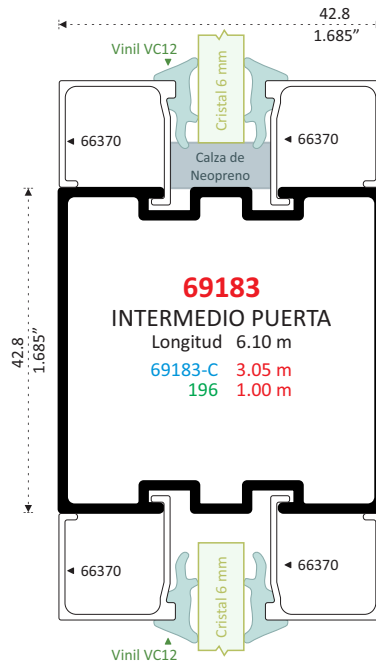 42.8
1.685”
Vinil VC12
Cristal 6 mm
66370
66370
Calza de
Neopreno
42.8
1.685”
69183
INTERMEDIO PUERTA
Longitud 6.10 m
69183-C 3.05 m
196 1.00 m
66370
66370
Cristal 6 mm
Vinil VC12